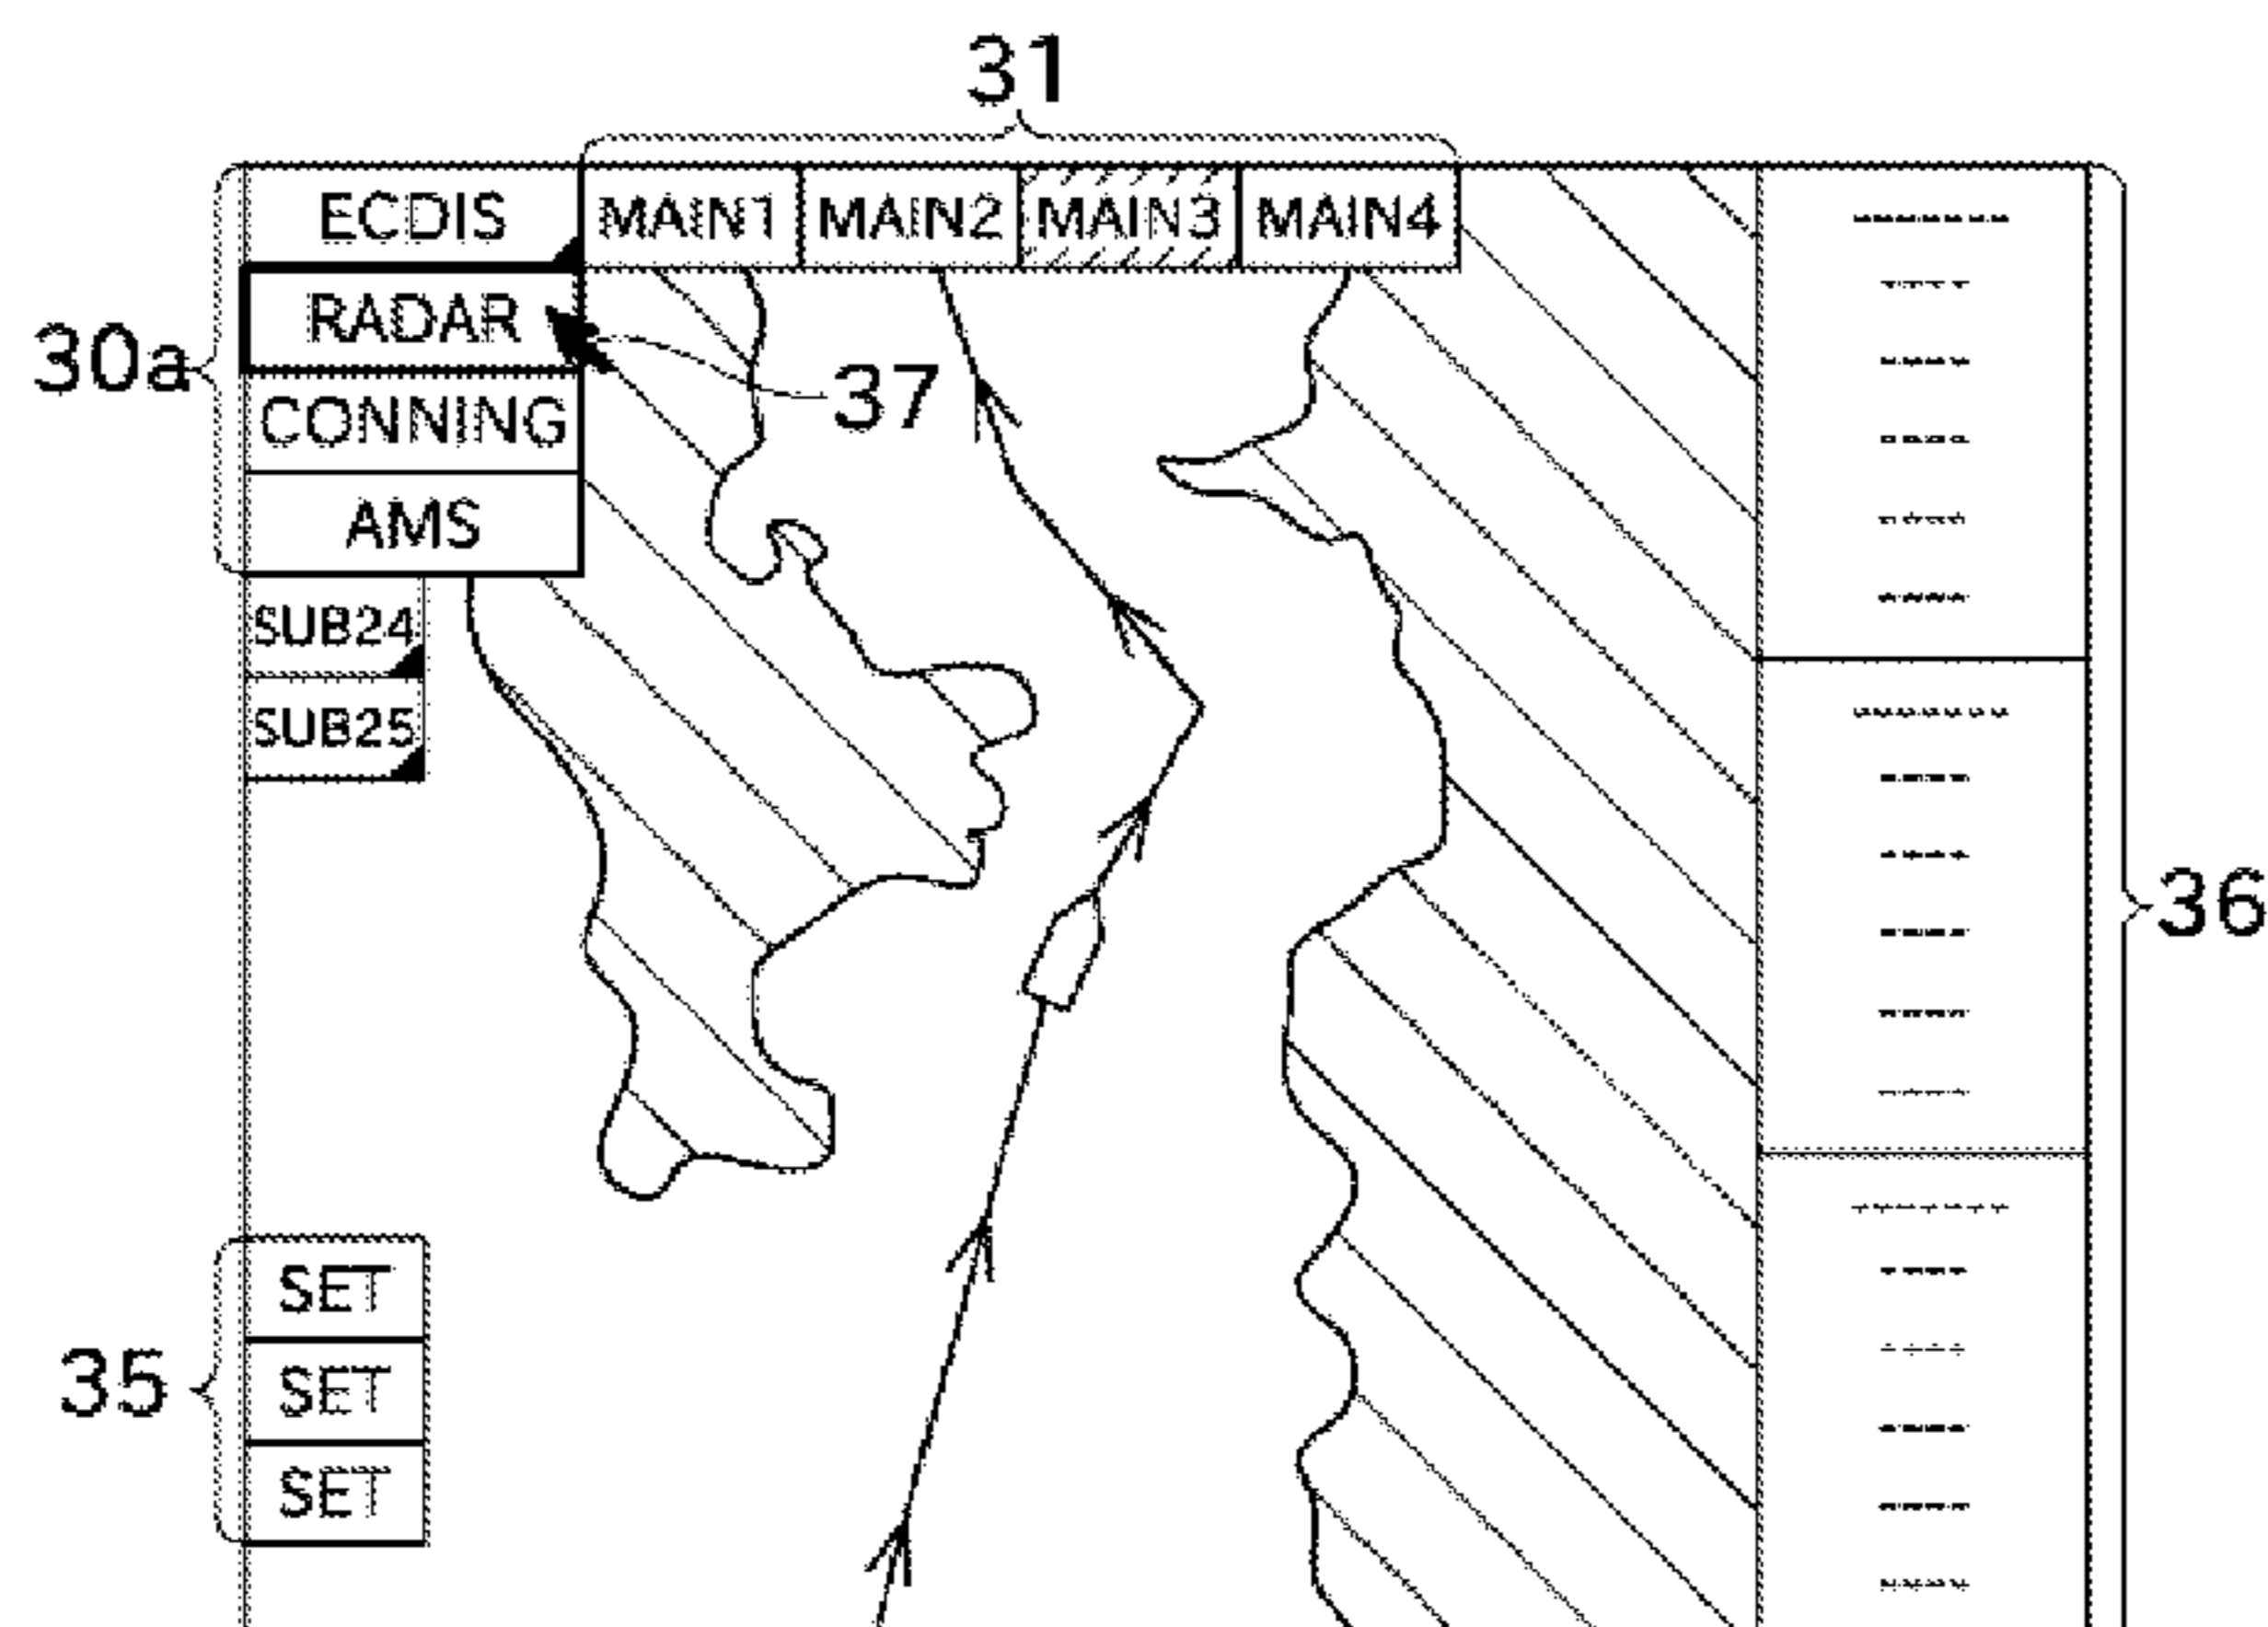 31
ECDIS MAIN1 MAIN2 MAIN3 MAIN4
RADAR
30a
37
CONNING
AMS
SUB24
SUB25
36
SET
35
SET
SET